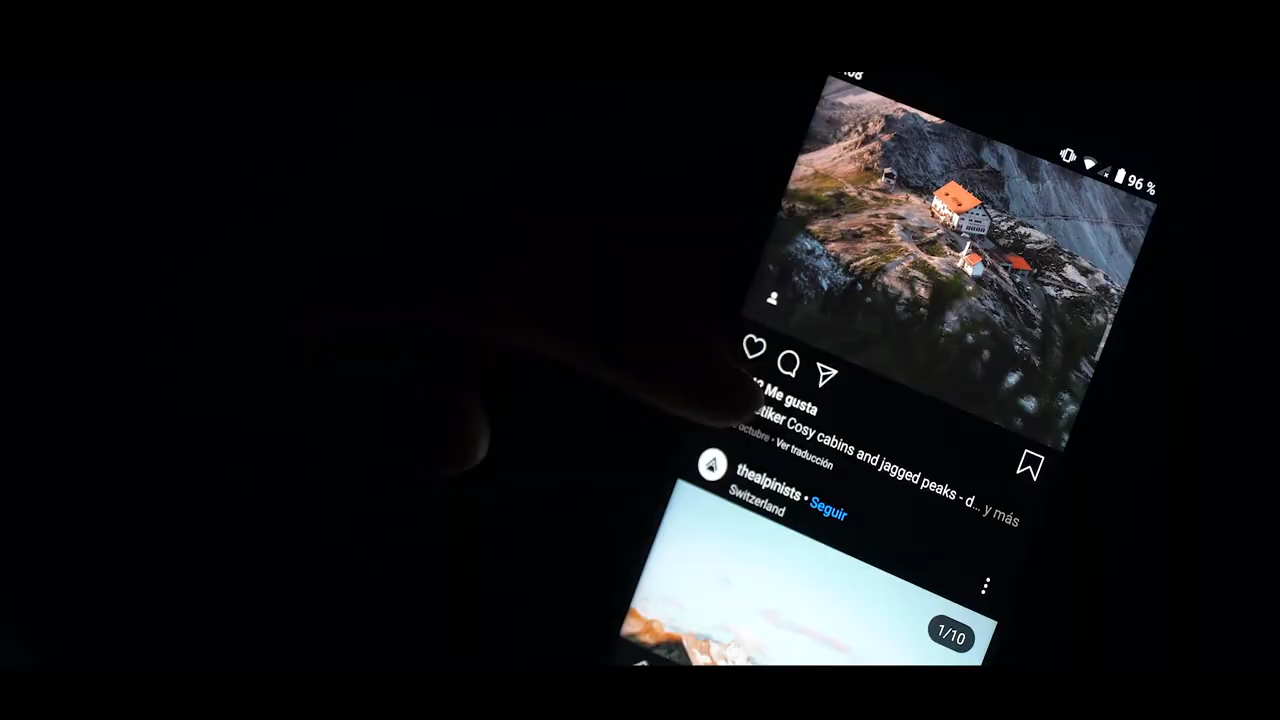 96 %
Me gusta
Cosy cabins and jagged peaks - d... y más
octubre • Ver traducción
thealpinists • Seguir
Switzerland
1/10